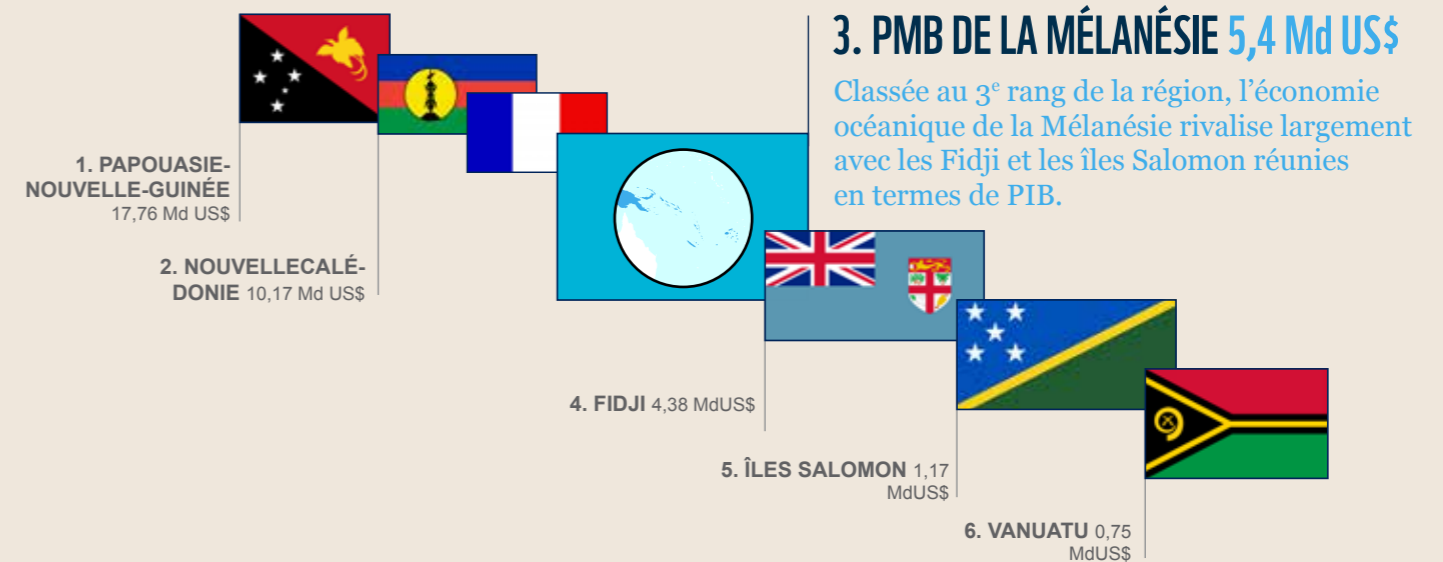 3. PMB DE LA MÉLANÉSIE 5,4 Md US$
Classée au 3e rang de la région, l’économie
océanique de la Mélanésie rivalise largement
avec les Fidji et les îles Salomon réunies
en termes de PIB.
1. PAPOUASIE-
NOUVELLE-GUINÉE
17,76 Md US$
2. NOUVELLECALÉ-
DONIE 10,17 Md US$
4. FIDJI 4,38 MdUS$
5. ÎLES SALOMON 1,17
MdUS$
6. VANUATU 0,75
MdUS$